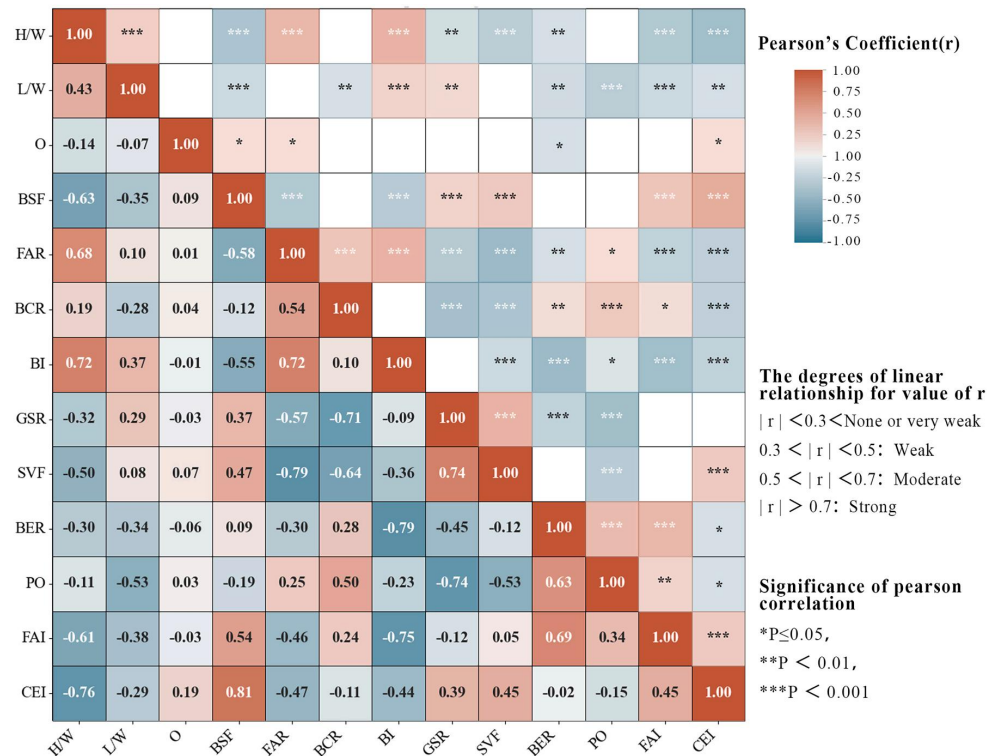 H/W 1.00 *** *** *** *** ** *** ** *** ***
L/W 0.43 1.00 *** ** *** ** ** *** *** **
O -0.14 -0.07 1.00 * * * *
BSF -0.63 -0.35 0.09 1.00 *** *** *** *** *** ***
FAR 0.68 0.10 0.01 -0.58 1.00 *** *** *** *** ** * *** ***
BCR 0.19 -0.28 0.04 -0.12 0.54 1.00 *** *** ** *** * ***
BI 0.72 0.37 -0.01 -0.55 0.72 0.10 1.00 *** *** * *** ***
GSR -0.32 0.29 -0.03 0.37 -0.57 -0.71 -0.09 1.00 *** *** ***
SVF -0.50 0.08 0.07 0.47 -0.79 -0.64 -0.36 0.74 1.00 *** ***
BER -0.30 -0.34 -0.06 0.09 -0.30 0.28 -0.79 -0.45 -0.12 1.00 *** *** *
PO -0.11 -0.53 0.03 -0.19 0.25 0.50 -0.23 -0.74 -0.53 0.63 1.00 ** *
FAI -0.61 -0.38 -0.03 0.54 -0.46 0.24 -0.75 -0.12 0.05 0.69 0.34 1.00 ***
CEI -0.76 -0.29 0.19 0.81 -0.47 -0.11 -0.44 0.39 0.45 -0.02 -0.15 0.45 1.00
H/W L/W O BSF FAR BCR BI GSR SVF BER PO FAI CEI
Pearson's Coefficient(r)
1.00
0.75
0.50
0.25
1.00
-0.25
-0.50
-0.75
-1.00
The degrees of linear
relationship for value of r
| r | <0.3<None or very weak
0.3 < | r | <0.5: Weak
0.5 < | r | <0.7: Moderate
| r | > 0.7: Strong
Significance of pearson
correlation
*P≤0.05,
**P < 0.01,
***P < 0.001